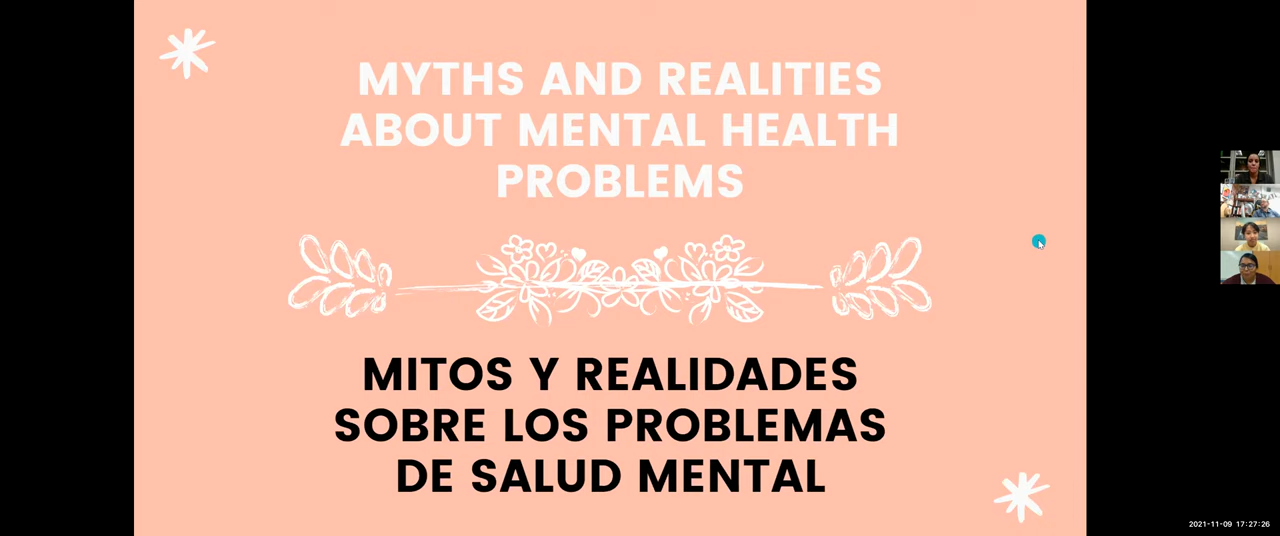 MYTHS AND REALITIES
ABOUT MENTAL HEALTH
PROBLEMS
MITOS Y REALIDADES
SOBRE LOS PROBLEMAS
DE SALUD MENTAL
2021-11-09 17:27:26